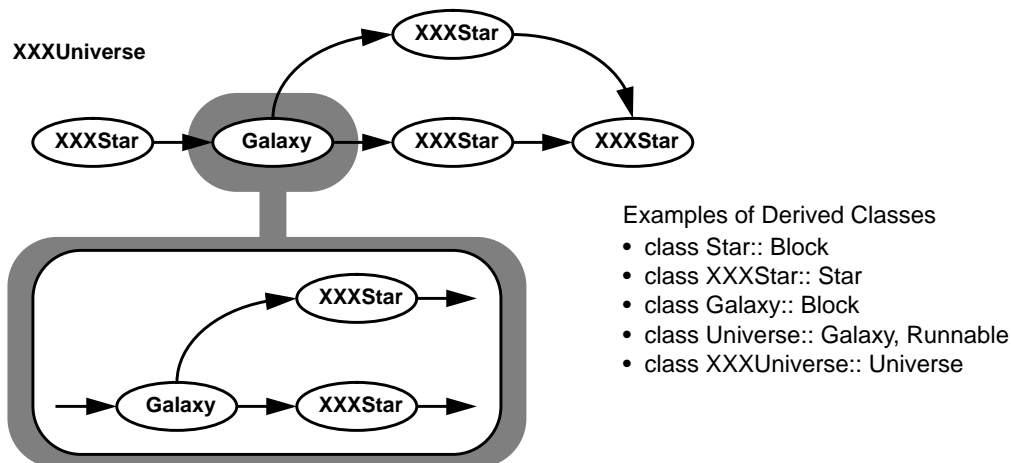 XXXUniverse
XXXStar
XXXStar
Galaxy
XXXStar
XXXStar
XXXStar
Galaxy
XXXStar
Examples of Derived Classes
• class Star:: Block
• class XXXStar:: Star
• class Galaxy:: Block
• class Universe:: Galaxy, Runnable
• class XXXUniverse:: Universe